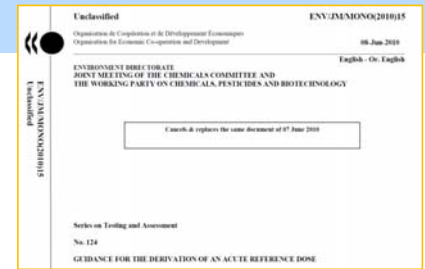 Unclassified
ENV/JM/MONO(2010)15
Organisation de Coopération et de Développement Économiques
Organisation for Economic Co-operation and Development
08-Jun-2010
English - Or. English
ENVIRONMENT DIRECTORATE
JOINT MEETING OF THE CHEMICALS COMMITTEE AND
THE WORKING PARTY ON CHEMICALS, PESTICIDES AND BIOTECHNOLOGY
Cancels & replaces the same document of 07 June 2010
Series on Testing and Assessment
No. 124
GUIDANCE FOR THE DERIVATION OF AN ACUTE REFERENCE DOSE
ENV/JM/MONO(2010)15
Unclassified